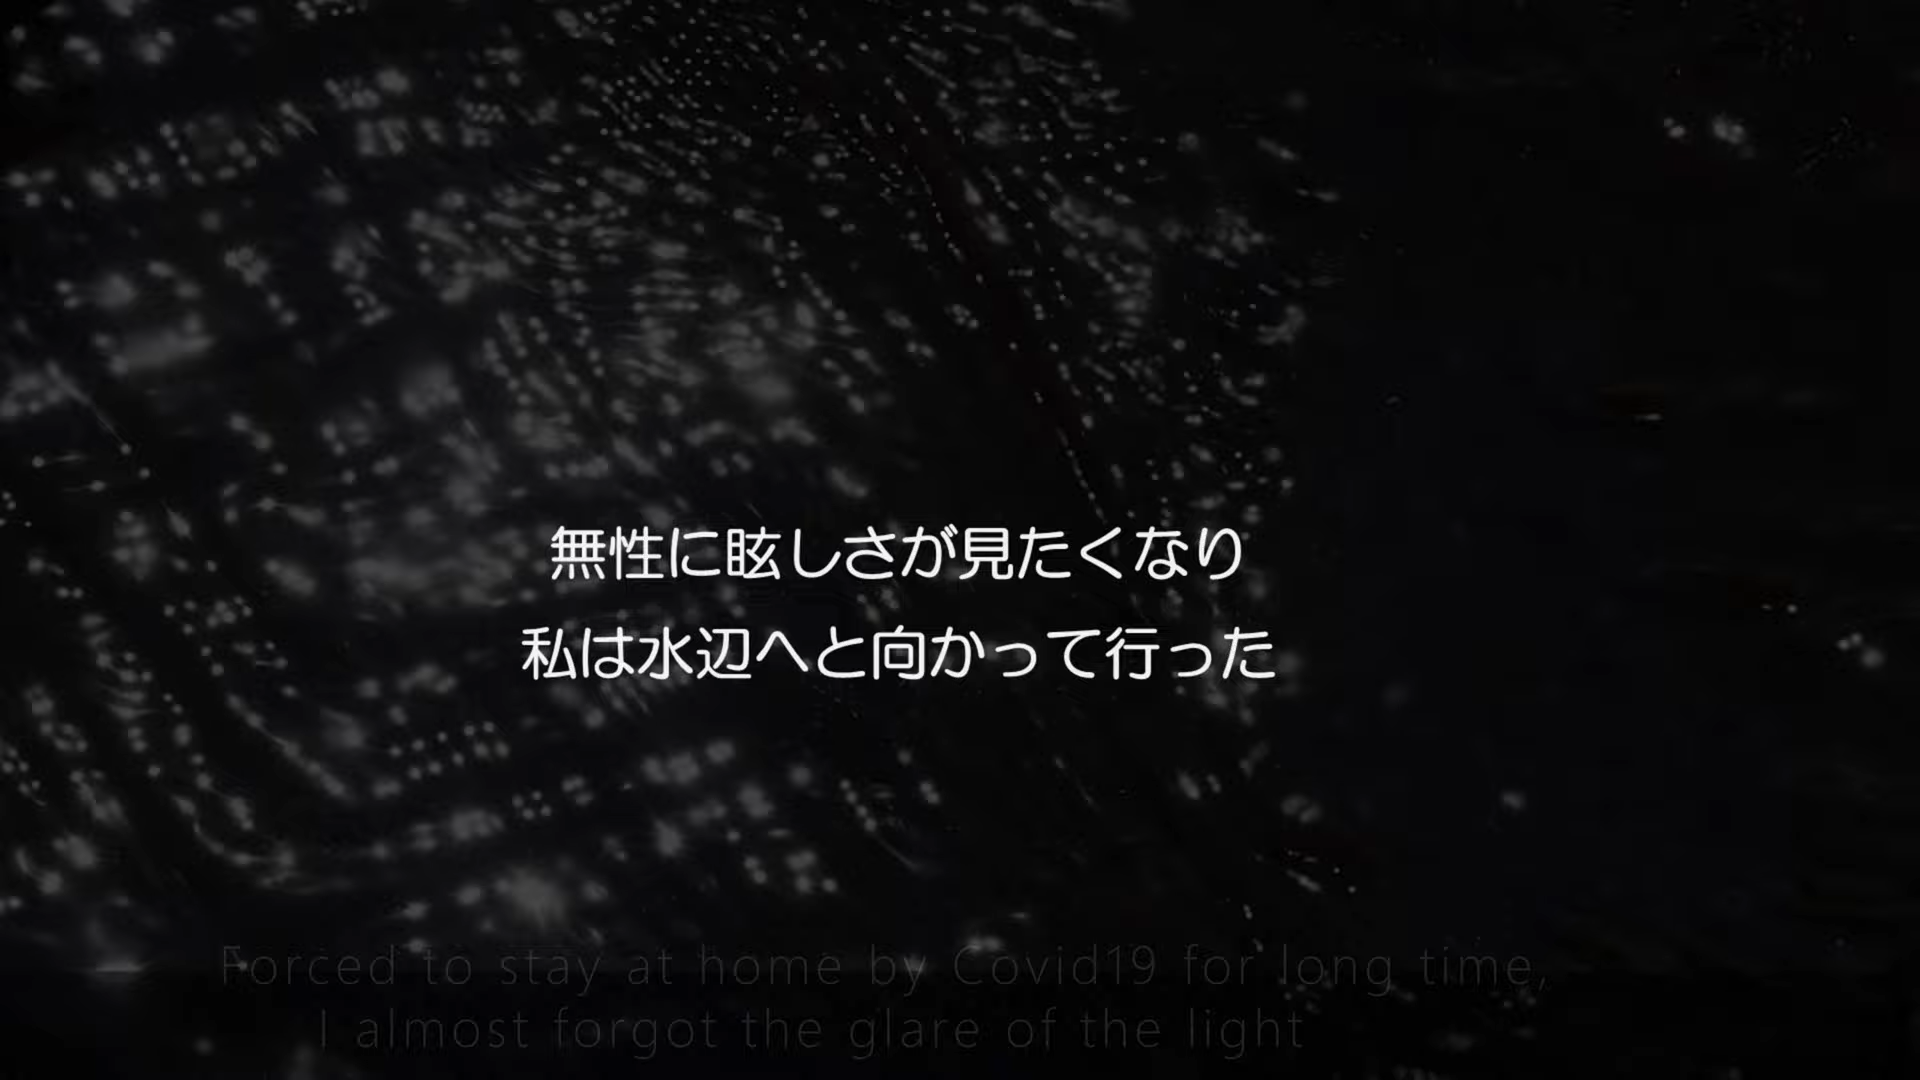 無性に眩しさが見たくなり
私は水辺へと向かって行った
Forced to stay at home by Covid19 for long time,
I almost forgot the glare of the light